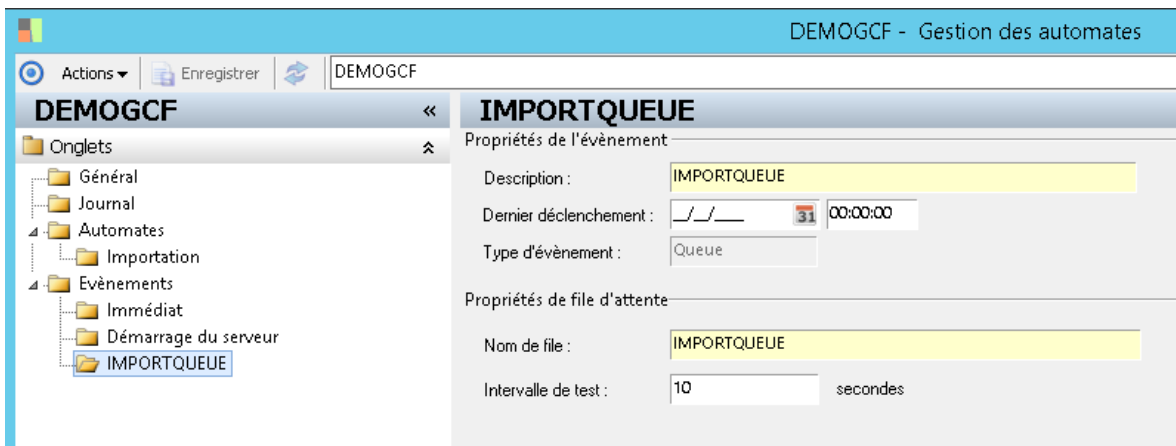 DEMOGCF - Gestion des automates
Actions Enregistrer DEMOGCF
DEMOGCF «
Onglets
Général
Journal
Automates
Importation
Evènements
Immédiat
Démarrage du serveur
IMPORTQUEUE
IMPORTQUEUE
Propriétés de l'évènement
Description : IMPORTQUEUE
Dernier déclenchement : __/__/____ 31 00:00:00
Type d'évènement : Queue
Propriétés de file d'attente
Nom de file : IMPORTQUEUE
Intervalle de test : 10 secondes